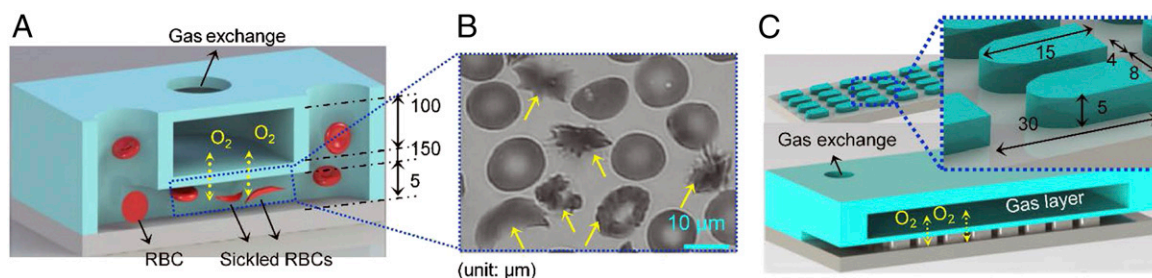 A
Gas exchange
O2 O2
100
150
5
RBC
Sickled RBCs
B
10 μm
(unit: μm)
C
15
4
8
5
30
Gas exchange
Gas layer
O2 O2